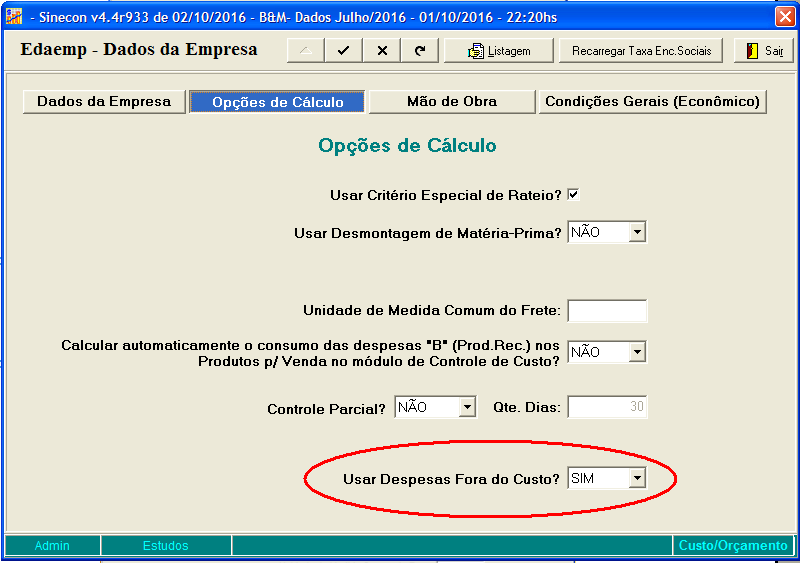 - Sinecon v4.4r933 de 02/10/2016 - B&M- Dados Julho/2016 - 01/10/2016 - 22:20hs
Edaemp - Dados da Empresa
Listagem
Recarregar Taxa Enc.Sociais
Sair
Dados da Empresa
Opções de Cálculo
Mão de Obra
Condições Gerais (Econômico)
Opções de Cálculo
Usar Critério Especial de Rateio?
Usar Desmontagem de Matéria-Prima? NÃO
Unidade de Medida Comum do Frete:
Calcular automaticamente o consumo das despesas "B" (Prod.Rec.) nos
Produtos p/ Venda no módulo de Controle de Custo? NÃO
Controle Parcial? NÃO Qte. Dias: 30
Usar Despesas Fora do Custo? SIM
Admin
Estudos
Custo/Orçamento